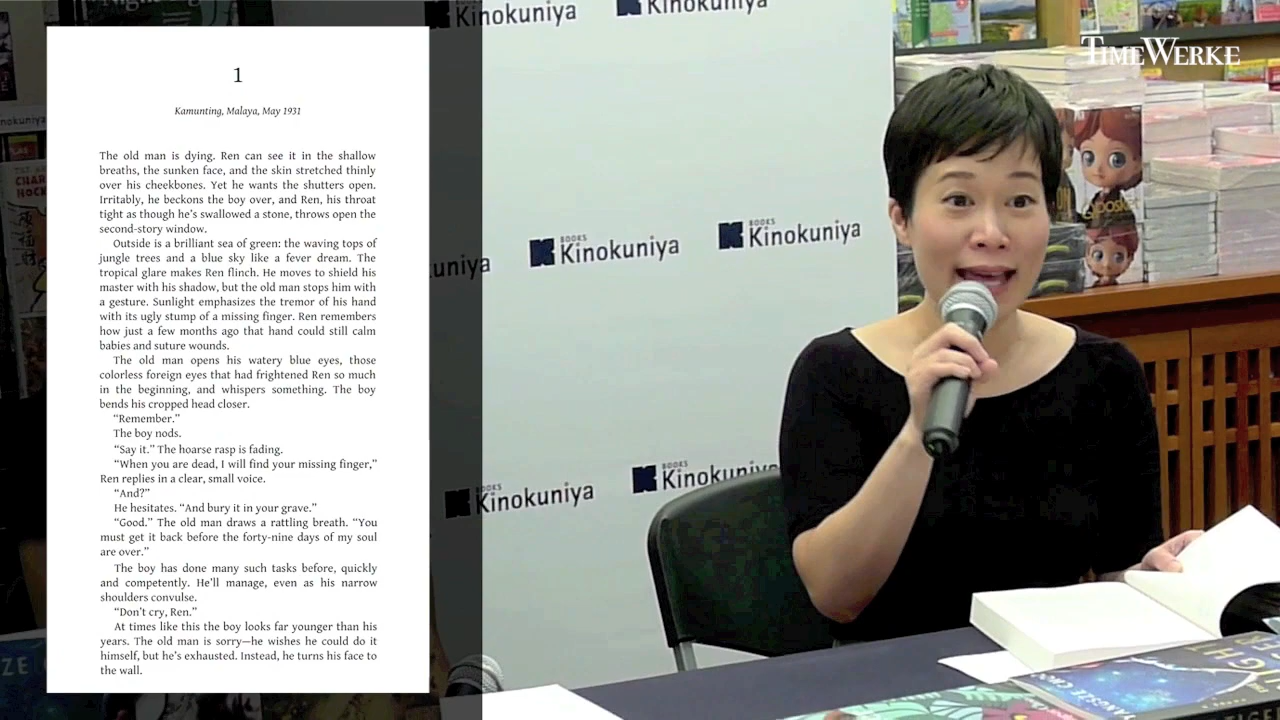 1
Kamunting, Malaya, May 1931
The old man is dying. Ren can see it in the shallow
breaths, the sunken face, and the skin stretched thinly
over his cheekbones. Yet he wants the shutters open.
Irritably, he beckons the boy over, and Ren, his throat
tight as though he’s swallowed a stone, throws open the
second-story window.
Outside is a brilliant sea of green: the waving tops of
jungle trees and a blue sky like a fever dream. The
tropical glare makes Ren flinch. He moves to shield his
master with his shadow, but the old man stops him with
a gesture. Sunlight emphasizes the tremor of his hand
with its ugly stump of a missing finger. Ren remembers
how just a few months ago that hand could still calm
babies and suture wounds.
The old man opens his watery blue eyes, those
colorless foreign eyes that had frightened Ren so much
in the beginning, and whispers something. The boy
bends his cropped head closer.
“Remember.”
The boy nods.
“Say it.” The hoarse rasp is fading.
“When you are dead, I will find your missing finger,”
Ren replies in a clear, small voice.
“And?”
He hesitates. “And bury it in your grave.”
“Good.” The old man draws a rattling breath. “You
must get it back before the forty-nine days of my soul
are over.”
The boy has done many such tasks before, quickly
and competently. He’ll manage, even as his narrow
shoulders convulse.
“Don’t cry, Ren.”
At times like this the boy looks far younger than his
years. The old man is sorry—he wishes he could do it
himself, but he’s exhausted. Instead, he turns his face to
the wall.
TIMEWERKE
Kinokuniya
Kinokuniya
BOOKS
Kinokuniya
BOOKS
Kinokuniya
uniya
BOOKS
Kinokuniya
BOOKS
Kinokuniya
nokuniya